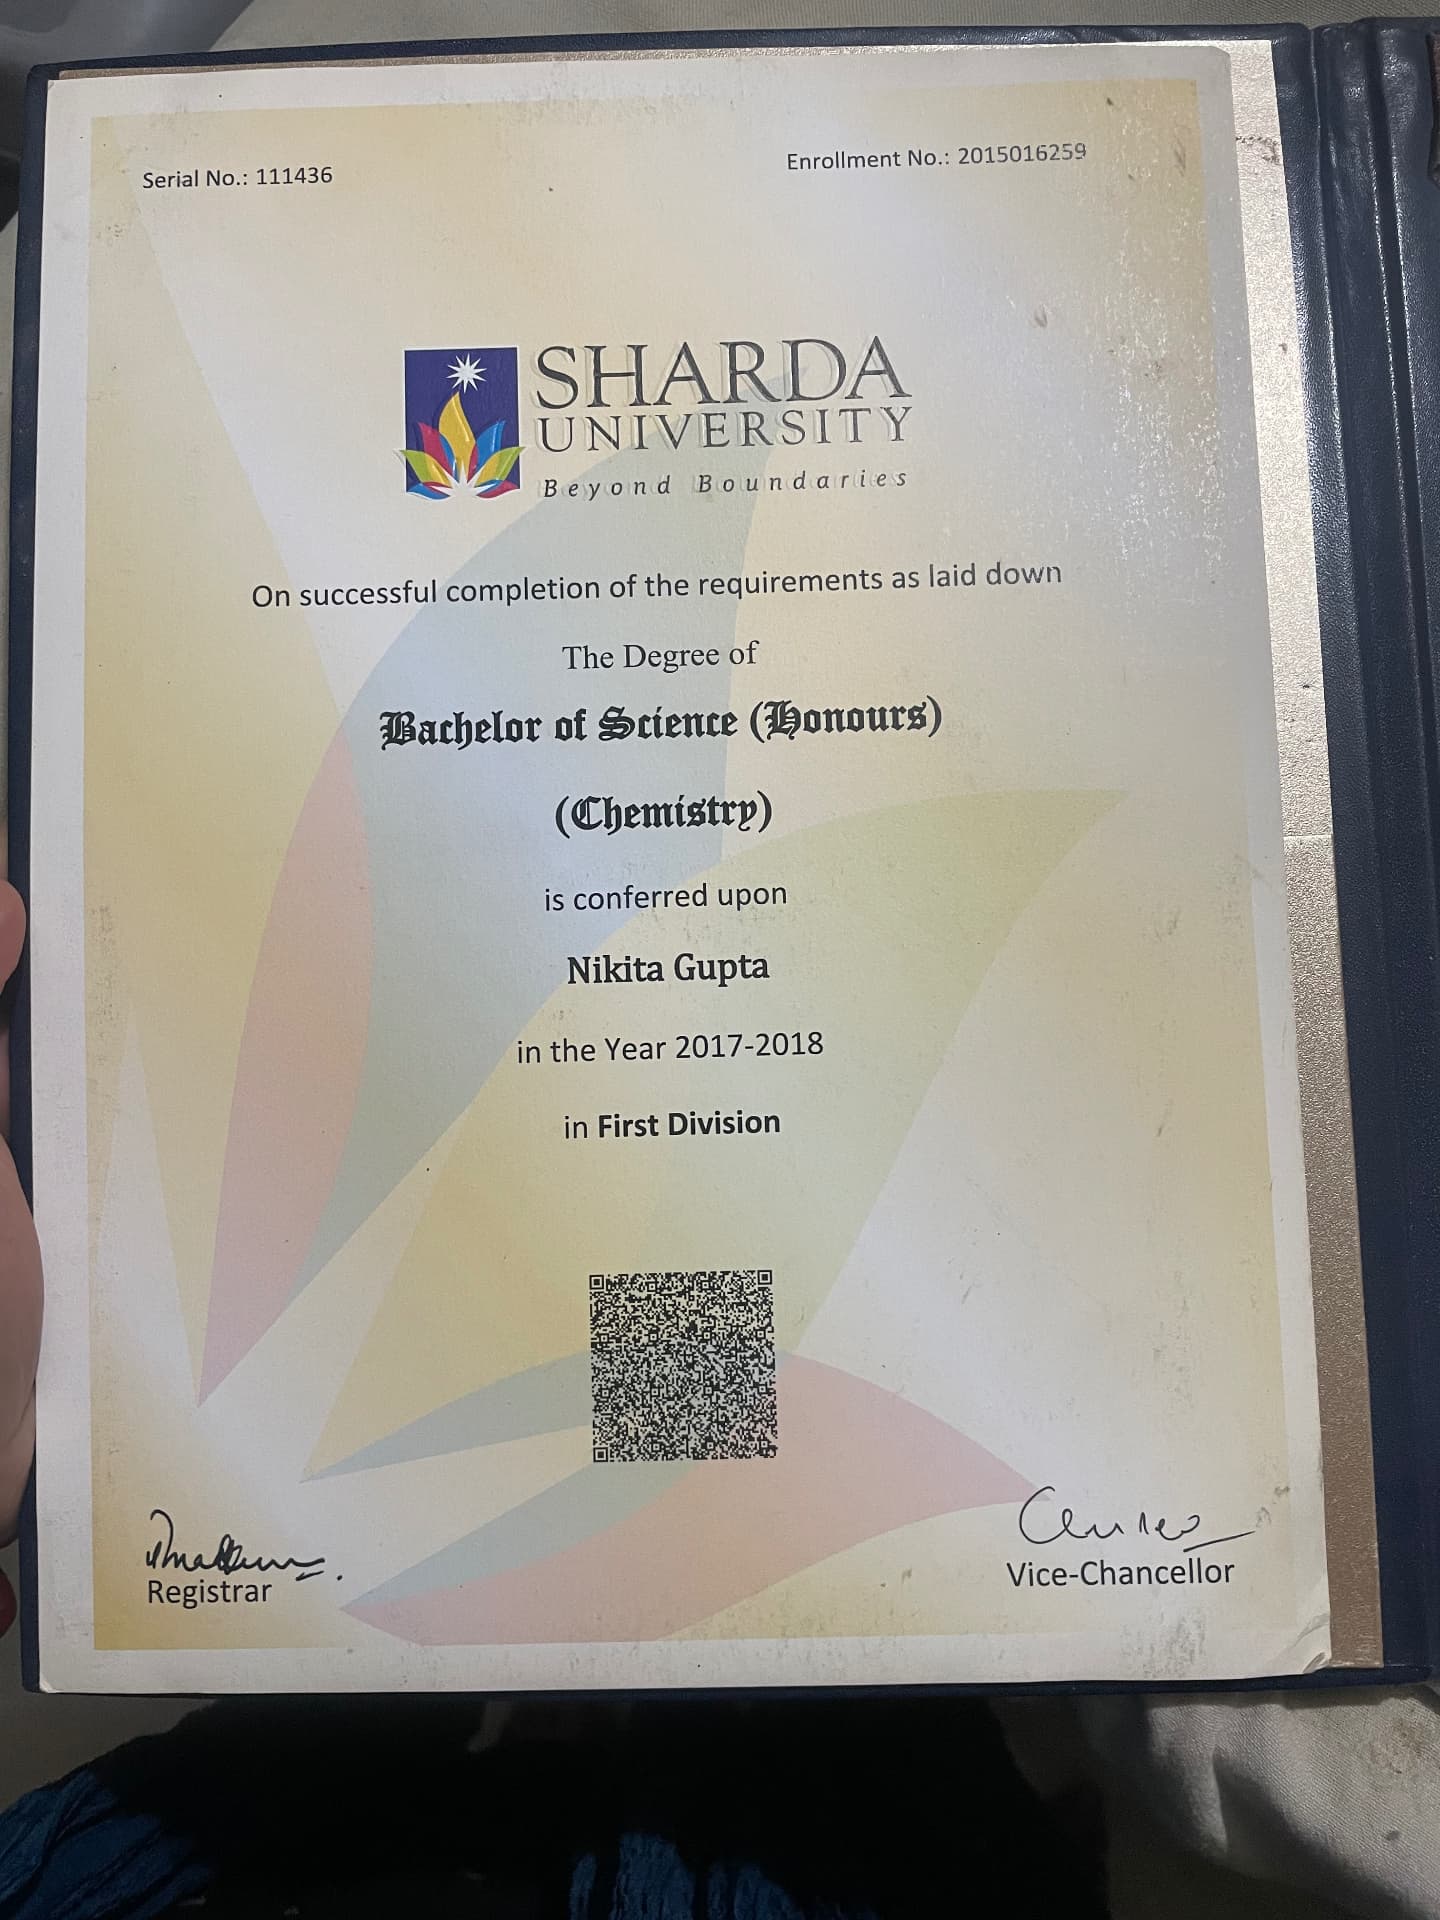 Serial No.: 111436
Enrollment No.: 2015016259
SHARDA
UNIVERSITY
Beyond Boundaries
On successful completion of the requirements as laid down
The Degree of
Bachelor of Science (Honours)
(Chemistry)
is conferred upon
Nikita Gupta
in the Year 2017-2018
in First Division
Registrar
Vice-Chancellor